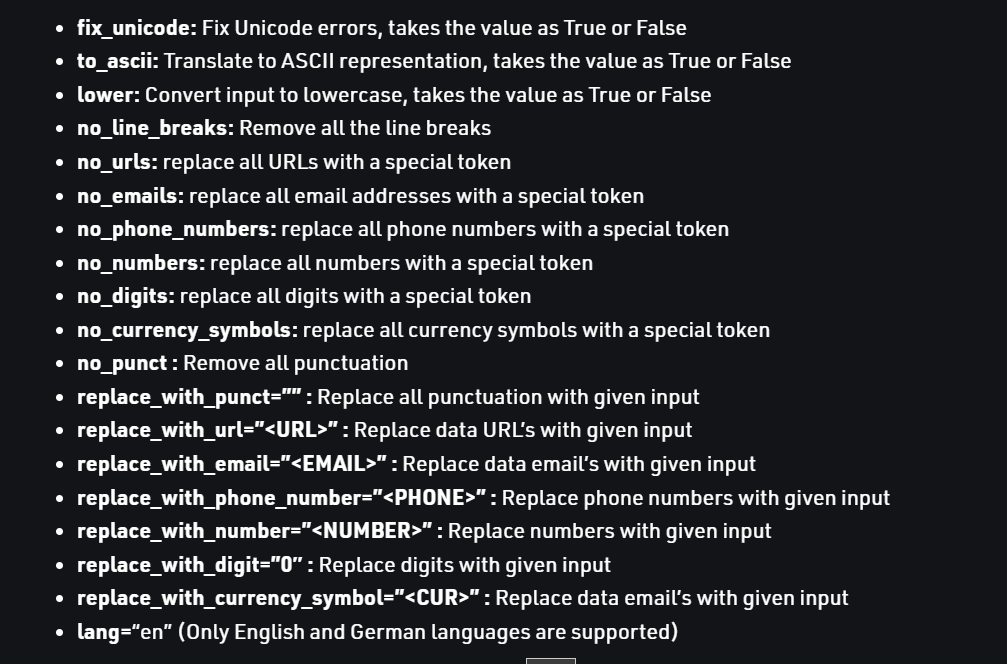 • fix_unicode: Fix Unicode errors, takes the value as True or False
• to_ascii: Translate to ASCII representation, takes the value as True or False
• lower: Convert input to lowercase, takes the value as True or False
• no_line_breaks: Remove all the line breaks
• no_urls: replace all URLs with a special token
• no_emails: replace all email addresses with a special token
• no_phone_numbers: replace all phone numbers with a special token
• no_numbers: replace all numbers with a special token
• no_digits: replace all digits with a special token
• no_currency_symbols: replace all currency symbols with a special token
• no_punct : Remove all punctuation
• replace_with_punct=”” : Replace all punctuation with given input
• replace_with_url=”<URL>” : Replace data URL’s with given input
• replace_with_email=”<EMAIL>” : Replace data email’s with given input
• replace_with_phone_number=”<PHONE>” : Replace phone numbers with given input
• replace_with_number=”<NUMBER>” : Replace numbers with given input
• replace_with_digit=”0” : Replace digits with given input
• replace_with_currency_symbol=”<CUR>” : Replace data email’s with given input
• lang=“en” (Only English and German languages are supported)